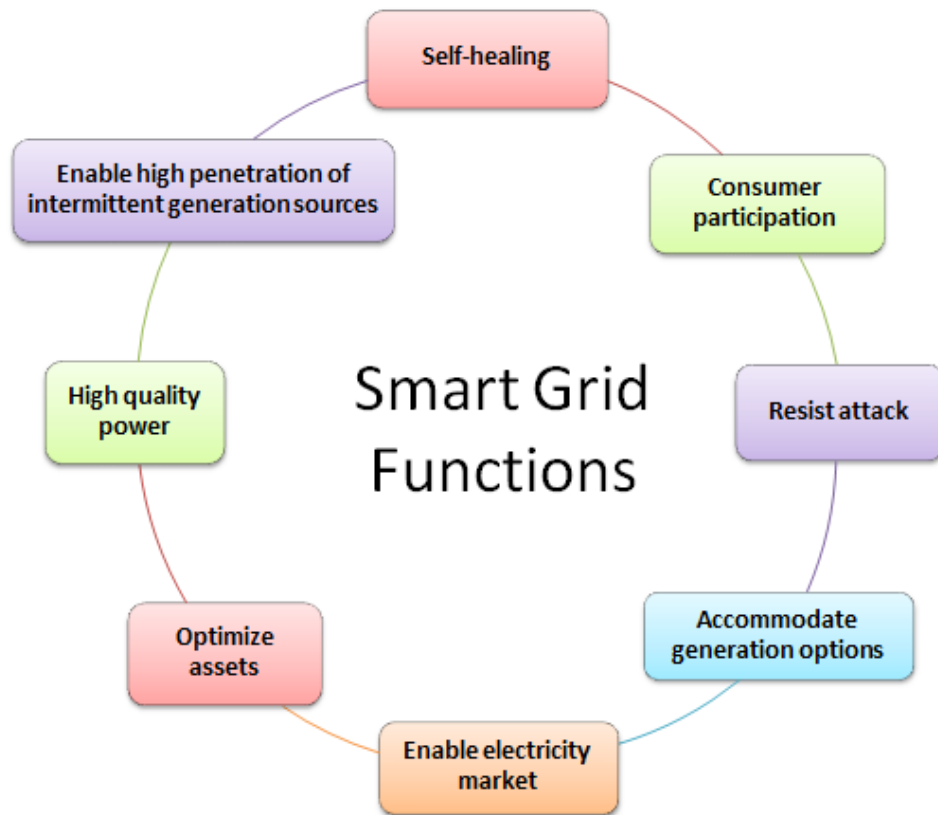 Self-healing
Consumer
participation
Resist attack
Accommodate
generation options
Enable electricity
market
Optimize
assets
High quality
power
Enable high penetration of
intermittent generation sources
Smart Grid
Functions